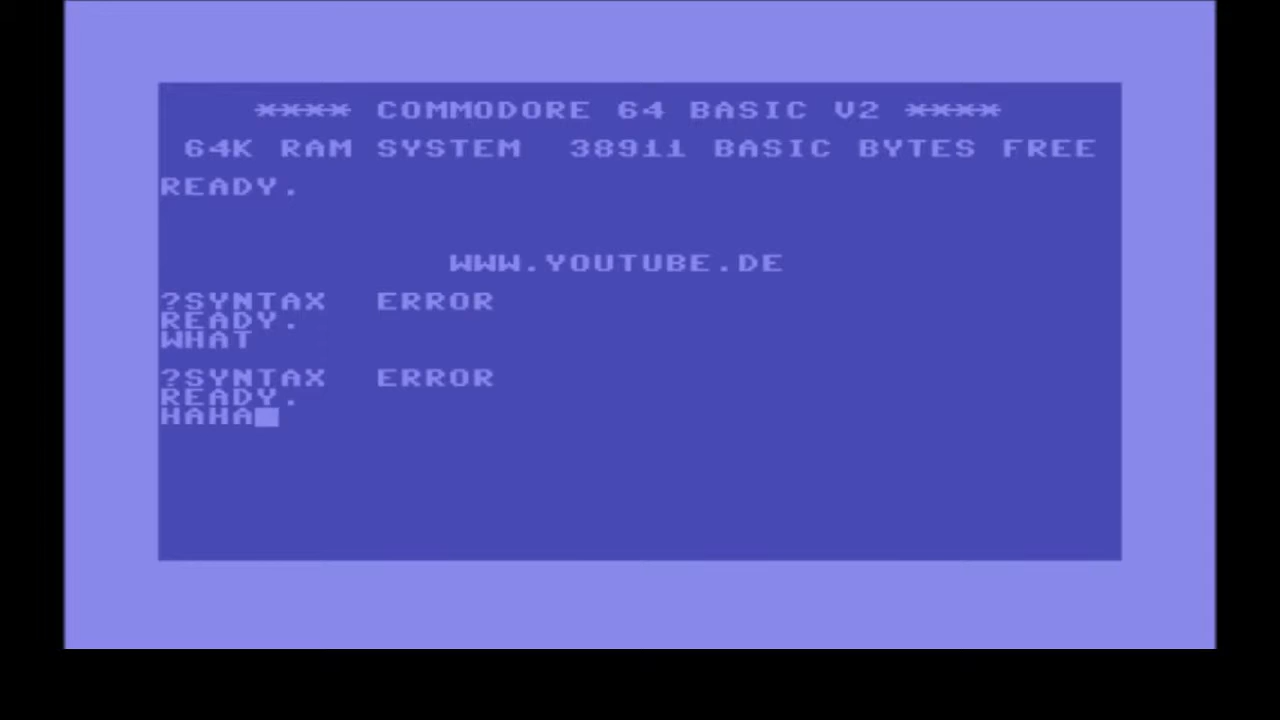 **** COMMODORE 64 BASIC V2 ****
64K RAM SYSTEM  38911 BASIC BYTES FREE
READY.
WWW.YOUTUBE.DE
?SYNTAX  ERROR
READY.
WHAT
?SYNTAX  ERROR
READY.
HAHA